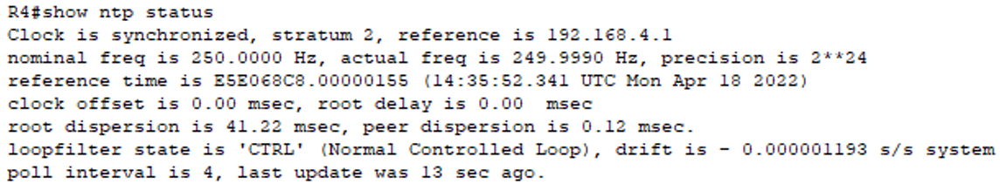 R4#show ntp status
Clock is synchronized, stratum 2, reference is 192.168.4.1
nominal freq is 250.0000 Hz, actual freq is 249.9990 Hz, precision is 2**24
reference time is E5E068C8.00000155 (14:35:52.341 UTC Mon Apr 18 2022)
clock offset is 0.00 msec, root delay is 0.00  msec
root dispersion is 41.22 msec, peer dispersion is 0.12 msec.
loopfilter state is 'CTRL' (Normal Controlled Loop), drift is - 0.000001193 s/s system
poll interval is 4, last update was 13 sec ago.